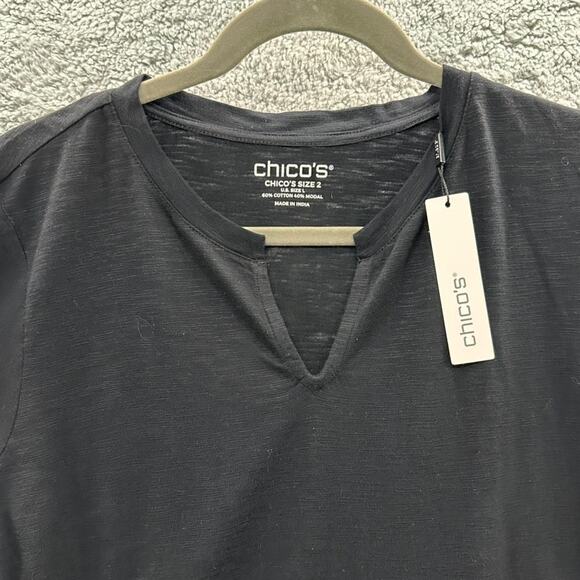 chico's®
CHICO'S SIZE 2
U.S. SIZE L
60% COTTON 40% MODAL
MADE IN INDIA
chico's®